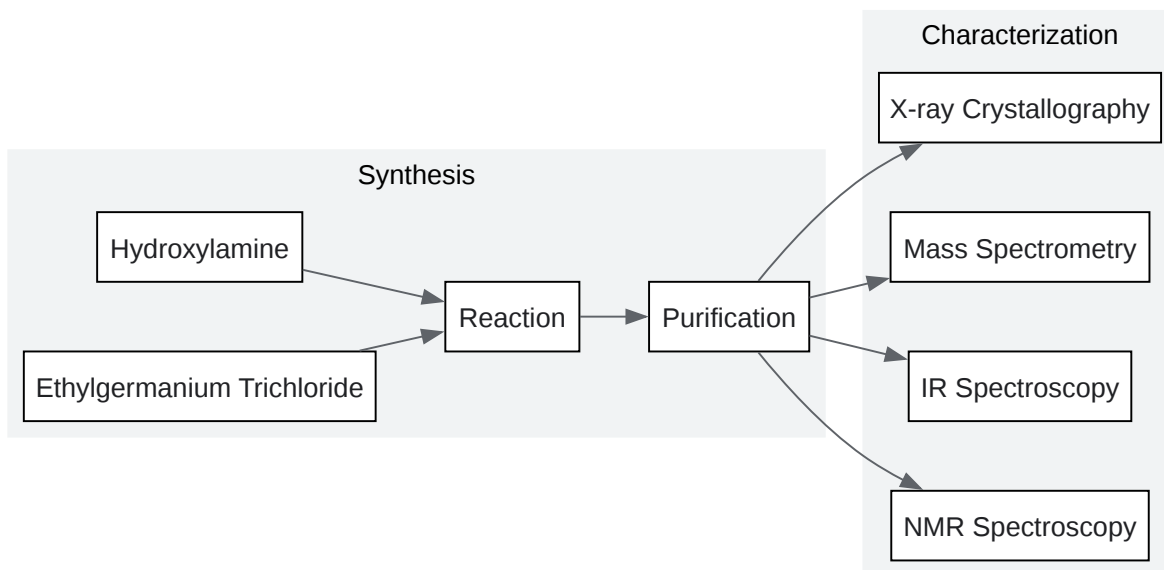 Synthesis
Hydroxylamine
Ethylgermanium Trichloride
Reaction
Purification
Characterization
X-ray Crystallography
Mass Spectrometry
IR Spectroscopy
NMR Spectroscopy